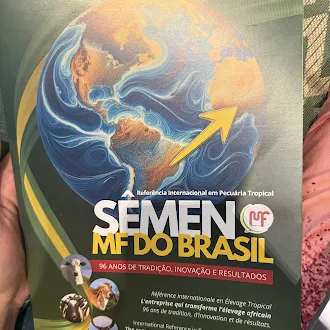 Referência Internacional em Pecuária Tropical
SÊMEN MF
MF DO BRASIL
96 ANOS DE TRADIÇÃO, INOVAÇÃO E RESULTADOS
Référence Internationale en Élevage Tropical
L'entreprise qui transforme l'élevage africain
96 ans de tradition, d'innovation et de résultats.
International Reference in